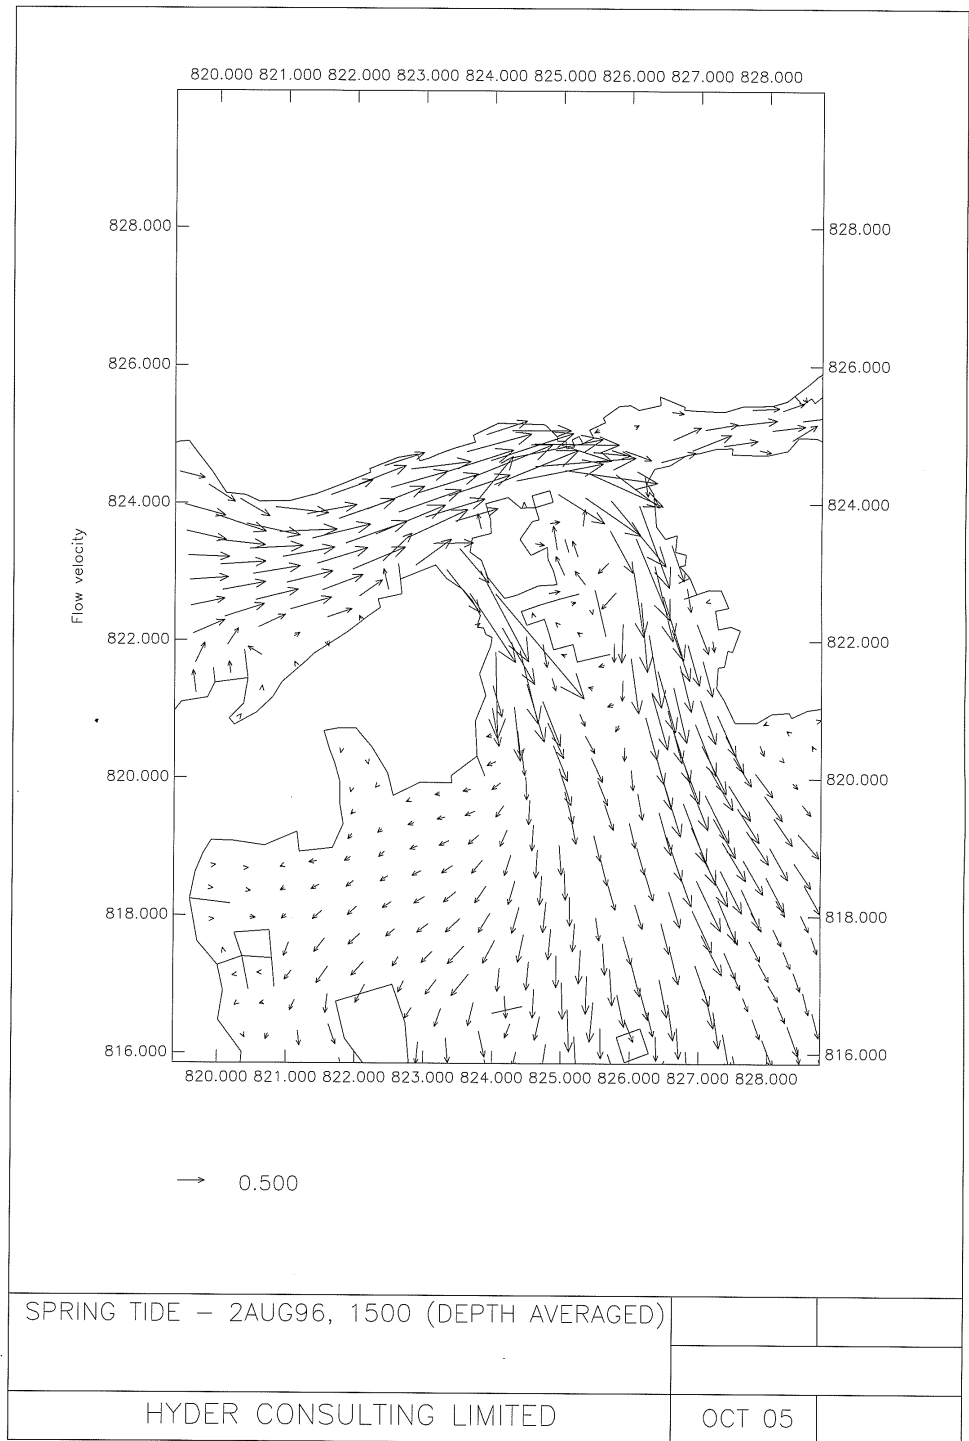 820.000 821.000 822.000 823.000 824.000 825.000 826.000 827.000 828.000
828.000 828.000
826.000 826.000
824.000 824.000
Flow velocity
822.000 822.000
820.000 820.000
818.000 818.000
816.000 816.000
820.000 821.000 822.000 823.000 824.000 825.000 826.000 827.000 828.000
0.500
SPRING TIDE – 2AUG96, 1500 (DEPTH AVERAGED)
HYDER CONSULTING LIMITED OCT 05